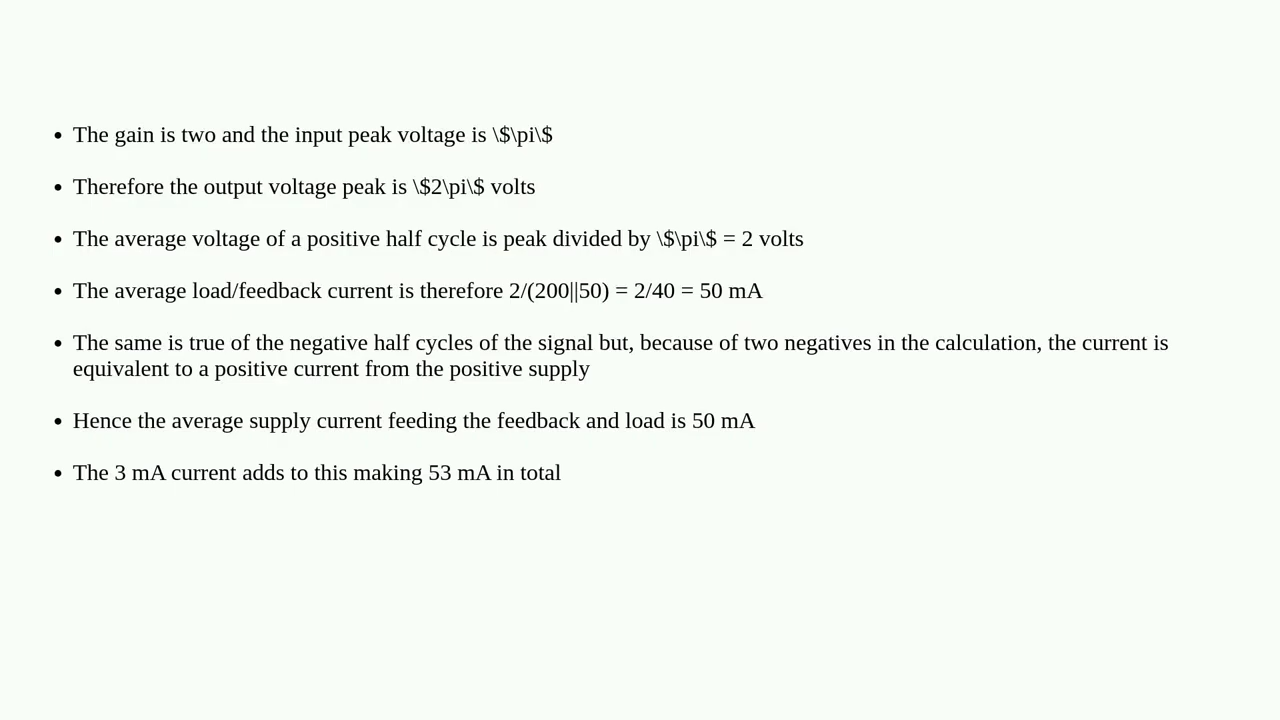 • The gain is two and the input peak voltage is \$\pi\$
• Therefore the output voltage peak is \$2\pi\$ volts
• The average voltage of a positive half cycle is peak divided by \$\pi\$ = 2 volts
• The average load/feedback current is therefore 2/(200||50) = 2/40 = 50 mA
• The same is true of the negative half cycles of the signal but, because of two negatives in the calculation, the current is
equivalent to a positive current from the positive supply
• Hence the average supply current feeding the feedback and load is 50 mA
• The 3 mA current adds to this making 53 mA in total